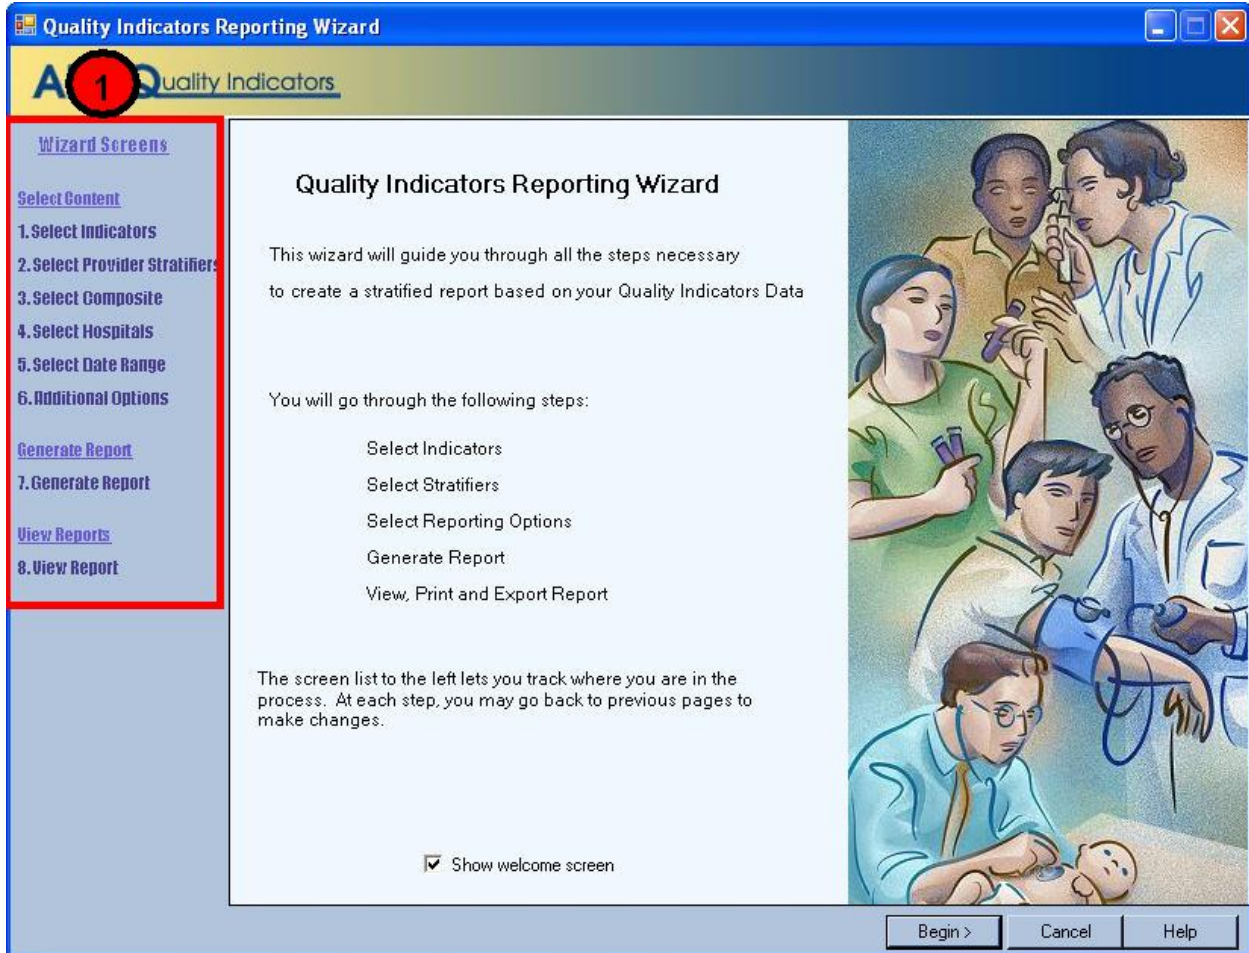 Quality Indicators Reporting Wizard
1
Quality Indicators
Wizard Screens
Select Content
1. Select Indicators
2. Select Provider Stratifiers
3. Select Composite
4. Select Hospitals
5. Select Date Range
6. Additional Options
Generate Report
7. Generate Report
View Reports
8. View Report
Quality Indicators Reporting Wizard
This wizard will guide you through all the steps necessary
to create a stratified report based on your Quality Indicators Data
You will go through the following steps:
Select Indicators
Select Stratifiers
Select Reporting Options
Generate Report
View, Print and Export Report
The screen list to the left lets you track where you are in the
process. At each step, you may go back to previous pages to
make changes.
Show welcome screen
Begin >
Cancel
Help